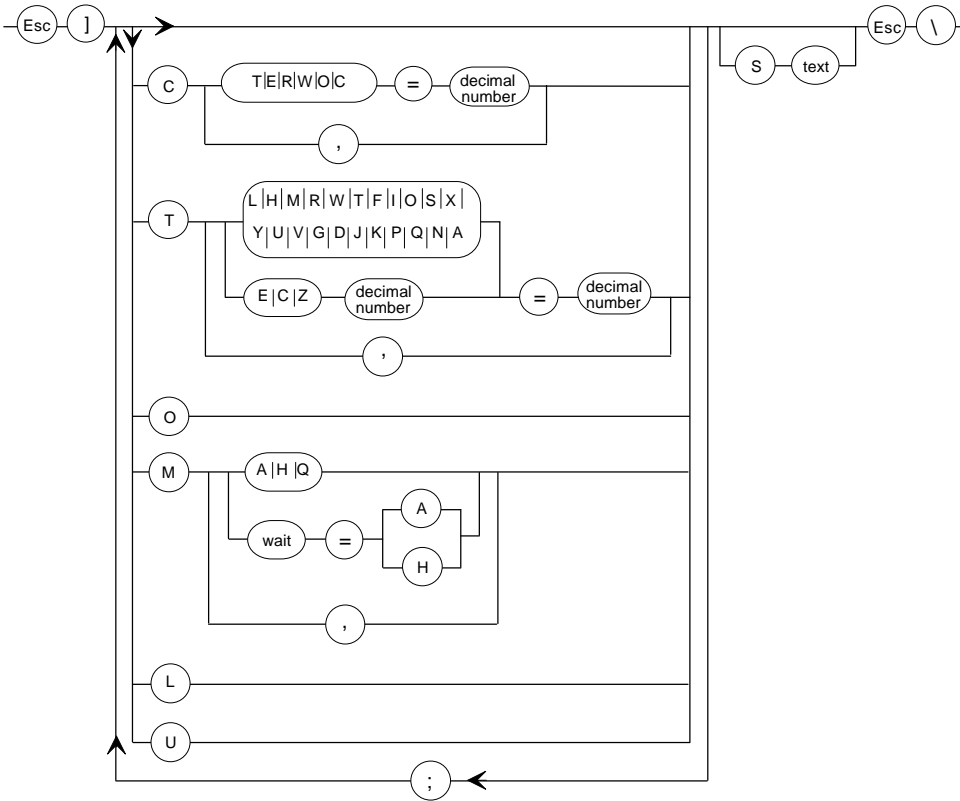 Esc ] Esc \
S text
C T|E|R|W|O|C = decimal number
,
T L|H|M|R|W|T|F|I|O|S|X|
Y|U|V|G|D|J|K|P|Q|N|A
E|C|Z decimal number = decimal number
,
O
M A|H|Q
A
wait =
H
,
L
U
;